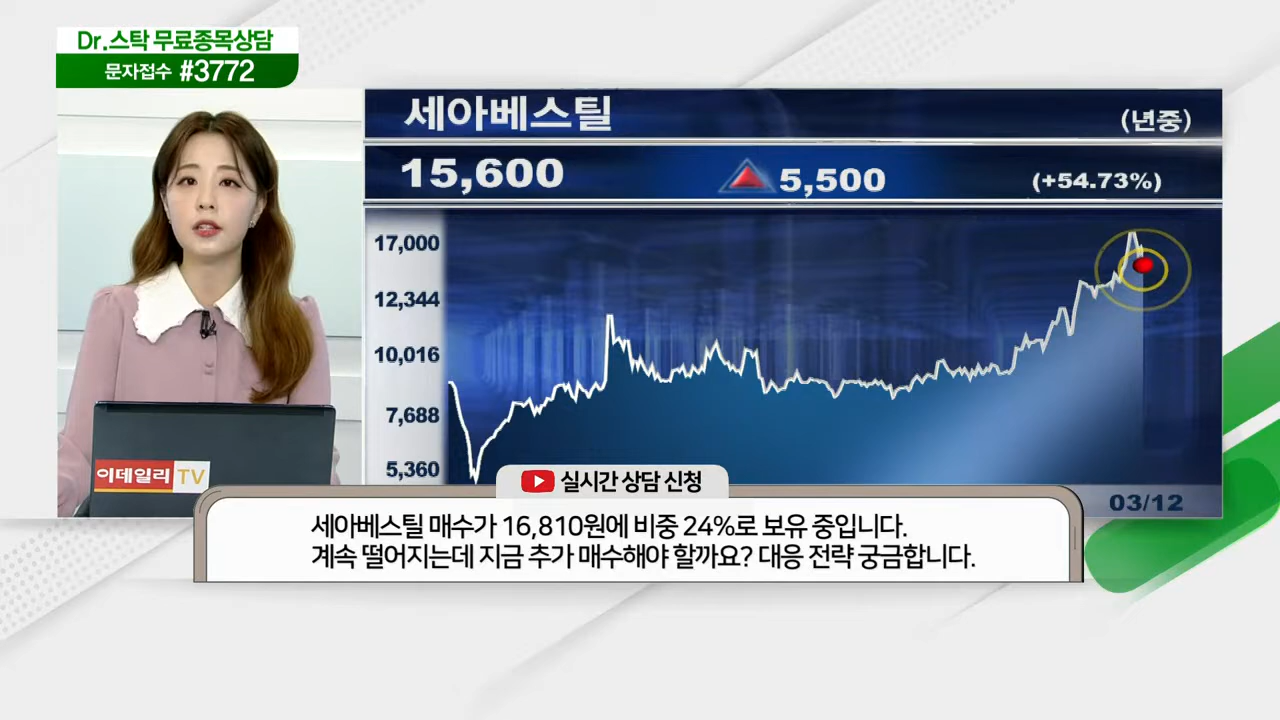 Dr.스탁 무료종목상담
문자접수 #3772
세아베스틸
(년중)
15,600
5,500
(+54.73%)
17,000
12,344
10,016
7,688
5,360
03/12
이데일리 TV
실시간 상담 신청
세아베스틸 매수가 16,810원에 비중 24%로 보유 중입니다.
계속 떨어지는데 지금 추가 매수해야 할까요? 대응 전략 궁금합니다.